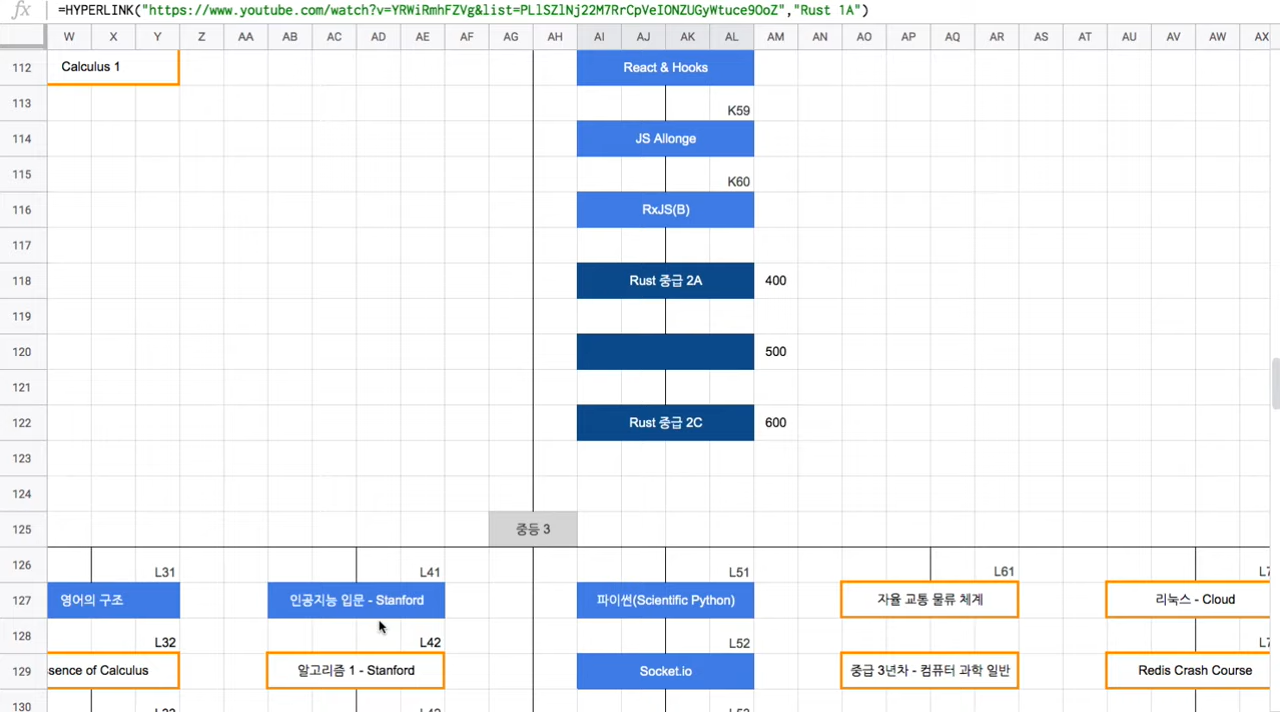 fx =HYPERLINK("https://www.youtube.com/watch?v=YRWiRmhFZVg&list=PLlSZlNj22M7RrCpVeIONZUGyWtuce9OoZ","Rust 1A")
W X Y Z AA AB AC AD AE AF AG AH AI AJ AK AL AM AN AO AP AQ AR AS AT AU AV AW AX
112 Calculus 1 React & Hooks
113 K59
114 JS Allonge
115 K60
116 RxJS(B)
117
118 Rust 중급 2A 400
119
120 500
121
122 Rust 중급 2C 600
123
124
125 중등 3
126 L31 L41 L51 L61 L7
127 영어의 구조 인공지능 입문 - Stanford 파이썬(Scientific Python) 자율 교통 물류 체계 리눅스 - Cloud
128 L32 L42 L52
129 sence of Calculus 알고리즘 1 - Stanford Socket.io 중급 3년차 - 컴퓨터 과학 일반 Redis Crash Course
130